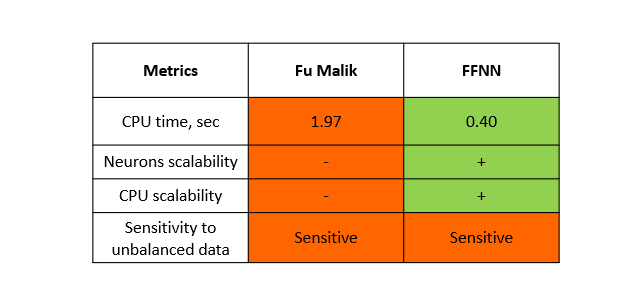 Metrics Fu Malik FFNN
CPU time, sec 1.97 0.40
Neurons scalability - +
CPU scalability - +
Sensitivity to
unbalanced data Sensitive Sensitive